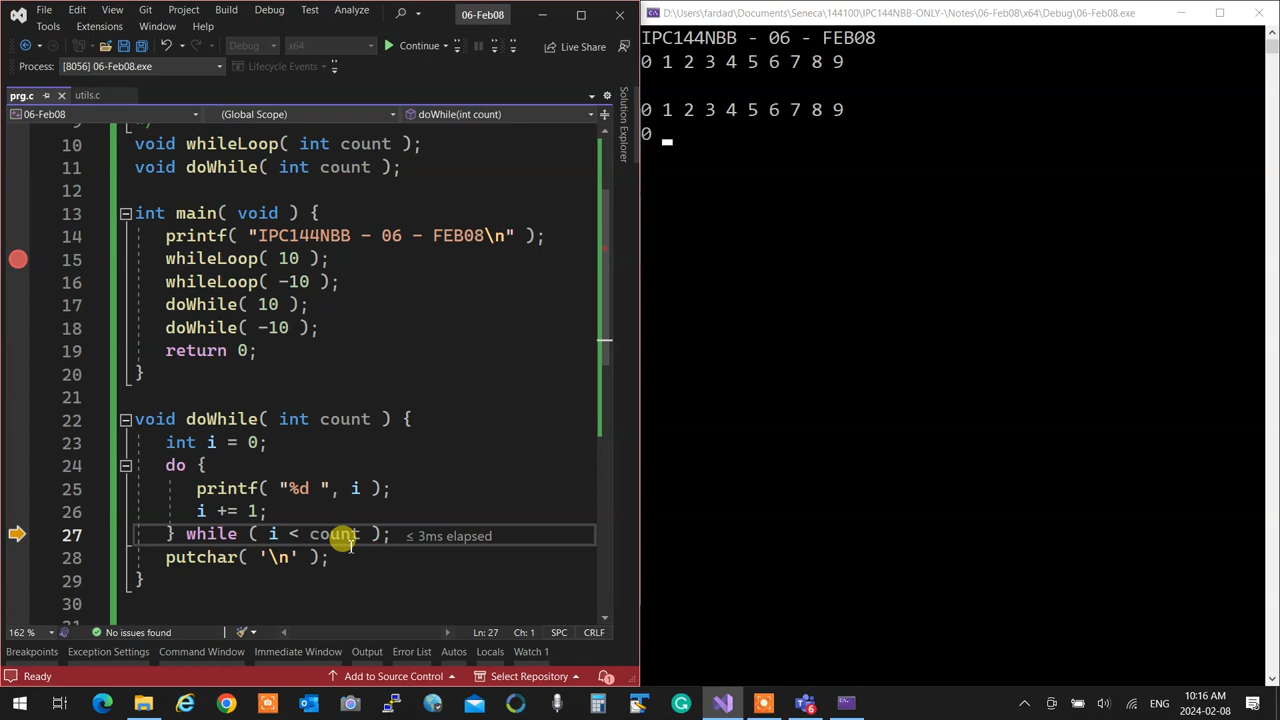 File Edit View Git Project Build Debug Test Analyze 06-Feb08
Tools Extensions Window Help
Debug x64 Continue Live Share
Process: [8056] 06-Feb08.exe Lifecycle Events
prg.c utils.c
06-Feb08 (Global Scope) doWhile(int count)
Solution Explorer
9
10 void whileLoop( int count );
11 void doWhile( int count );
12
13 int main( void ) {
14 printf( "IPC144NBB - 06 - FEB08\n" );
15 whileLoop( 10 );
16 whileLoop( -10 );
17 doWhile( 10 );
18 doWhile( -10 );
19 return 0;
20 }
21
22 void doWhile( int count ) {
23 int i = 0;
24 do {
25 printf( "%d ", i );
26 i += 1;
27 } while ( i < count ); ≤ 3ms elapsed
28 putchar( '\n' );
29 }
30
162 % No issues found Ln: 27 Ch: 1 SPC CRLF
Breakpoints Exception Settings Command Window Immediate Window Output Error List Autos Locals Watch 1
Ready Add to Source Control Select Repository 1
D:\Users\fardad\Documents\Seneca\144100\IPC144NBB-ONLY-\Notes\06-Feb08\x64\Debug\06-Feb08.exe
IPC144NBB - 06 - FEB08
0 1 2 3 4 5 6 7 8 9

0 1 2 3 4 5 6 7 8 9
0
6
ENG 10:16 AM
2024-02-08